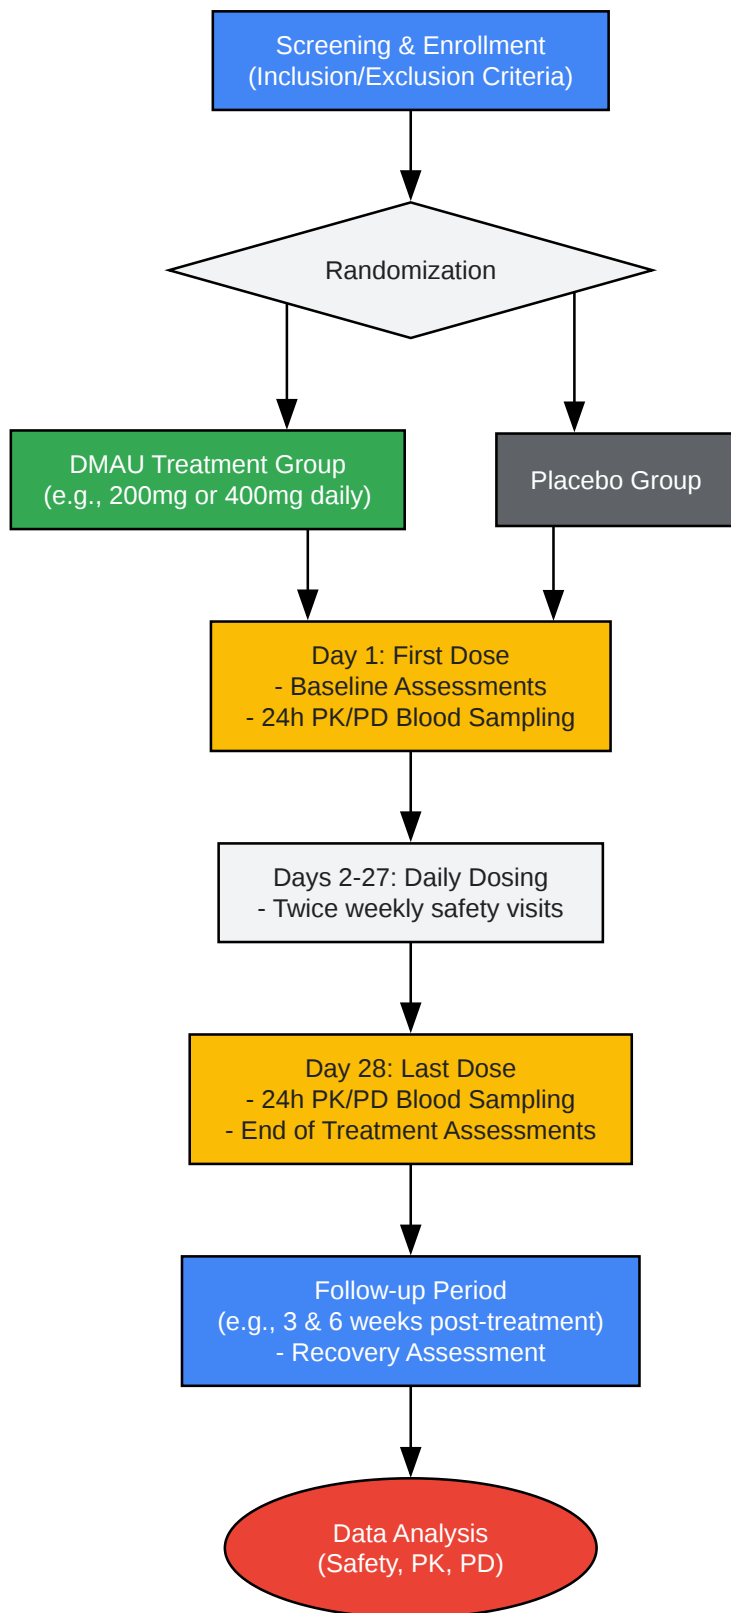 Screening & Enrollment
(Inclusion/Exclusion Criteria)
Randomization
DMAU Treatment Group
(e.g., 200mg or 400mg daily)
Placebo Group
Day 1: First Dose
- Baseline Assessments
- 24h PK/PD Blood Sampling
Days 2-27: Daily Dosing
- Twice weekly safety visits
Day 28: Last Dose
- 24h PK/PD Blood Sampling
- End of Treatment Assessments
Follow-up Period
(e.g., 3 & 6 weeks post-treatment)
- Recovery Assessment
Data Analysis
(Safety, PK, PD)